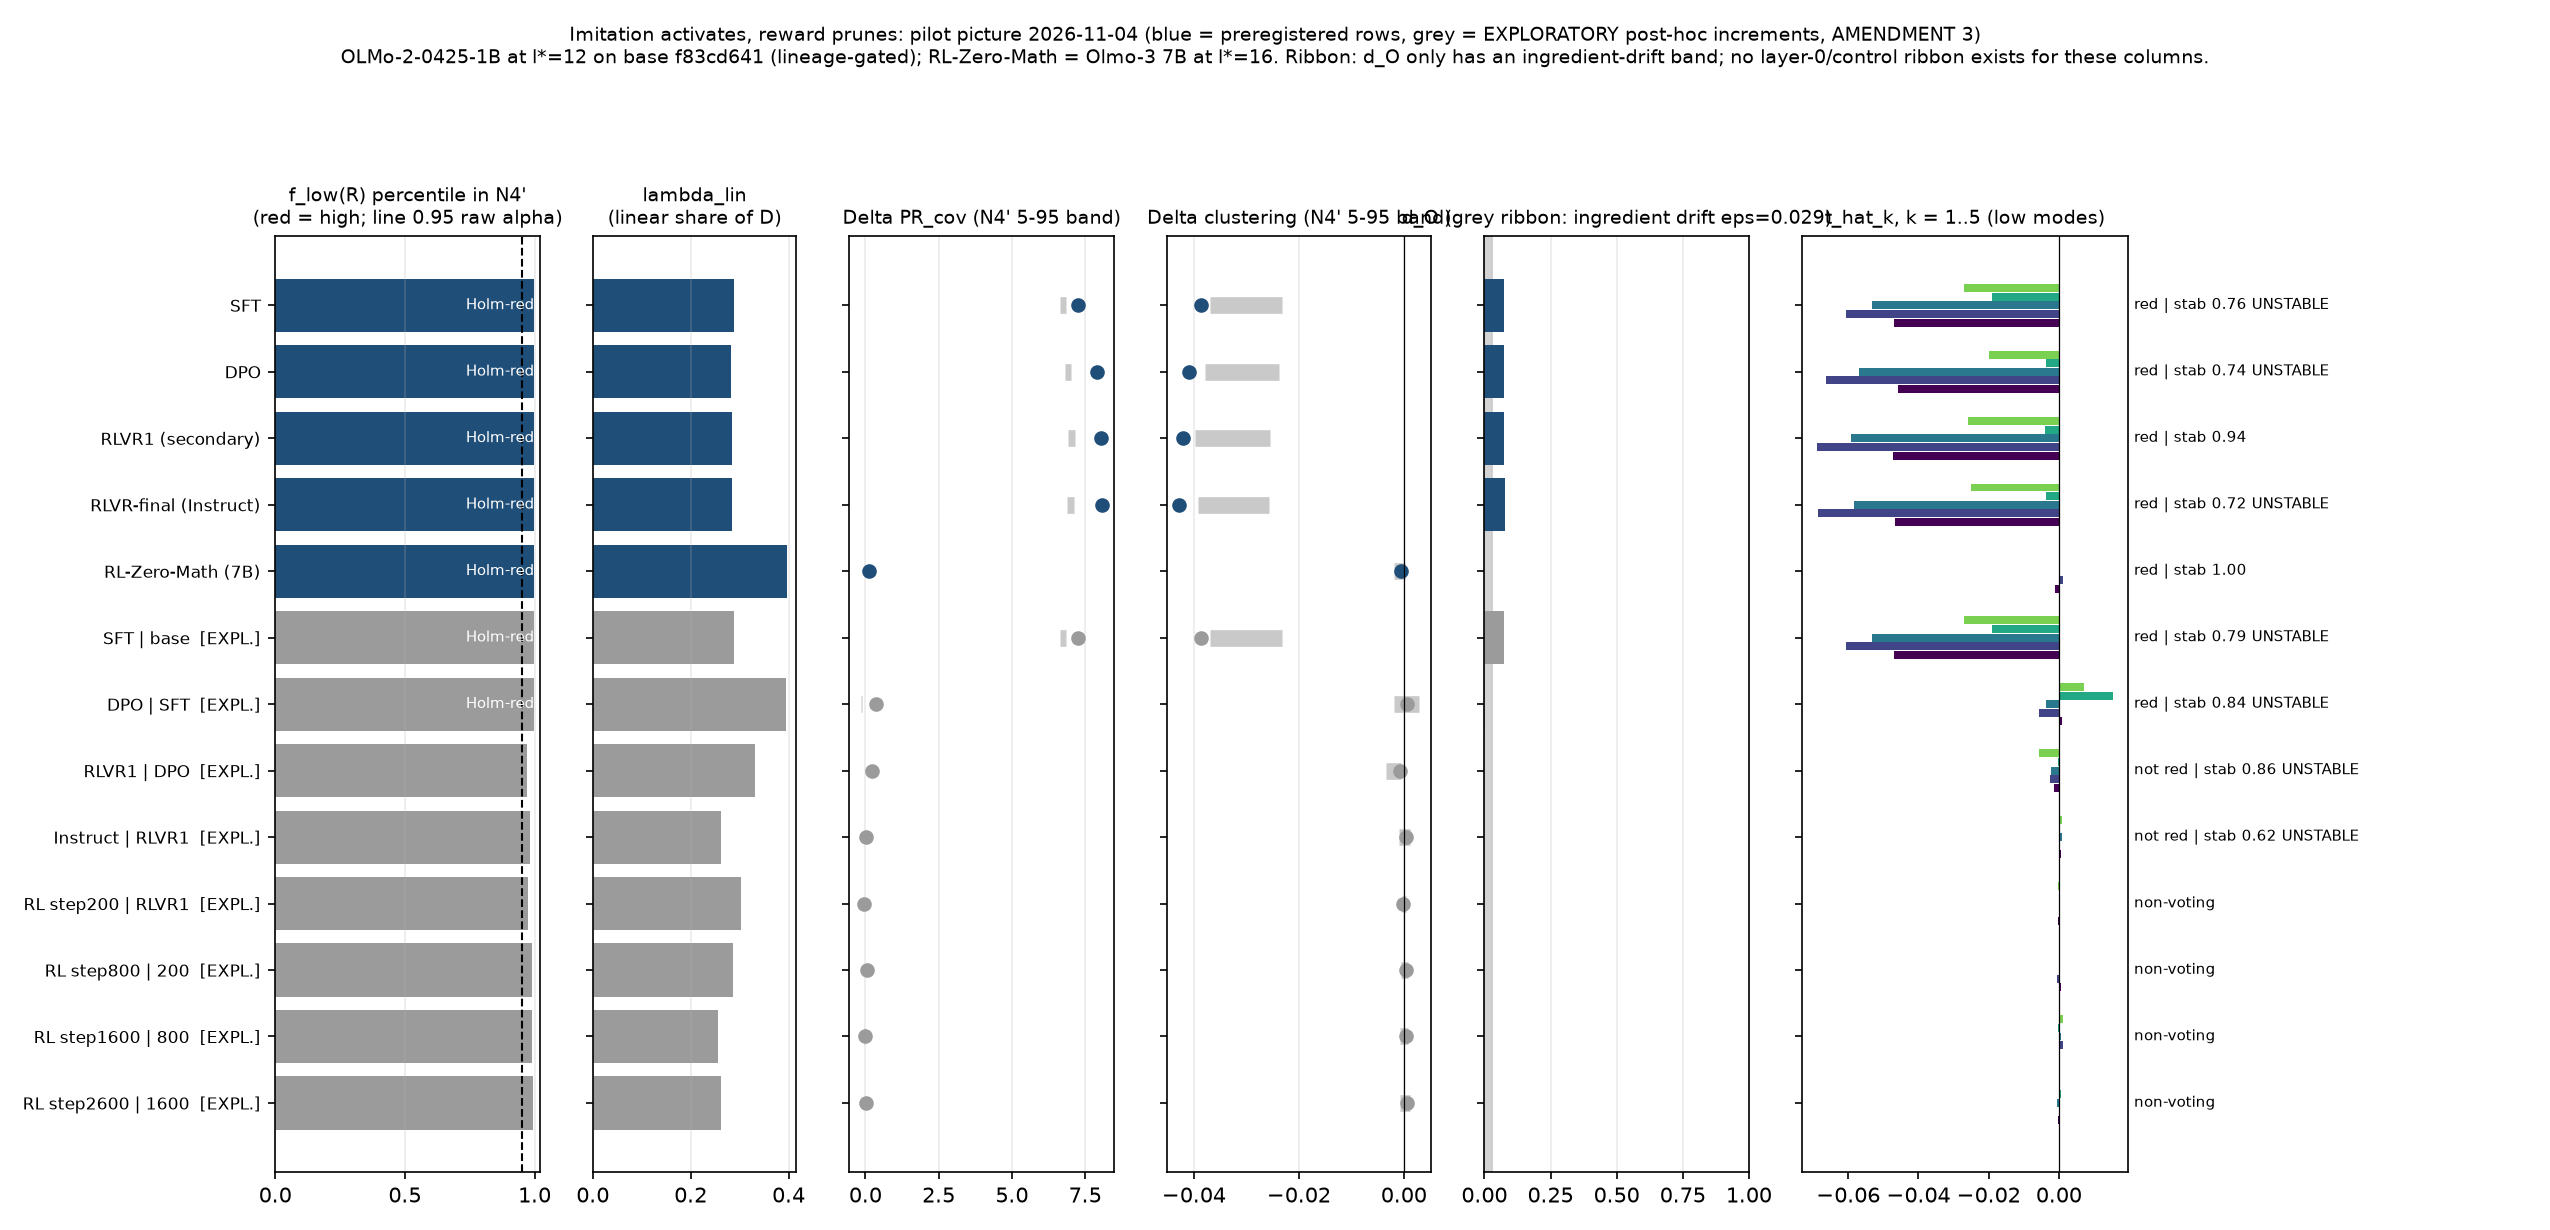 Imitation activates, reward prunes: pilot picture 2026-11-04 (blue = preregistered rows, grey = EXPLORATORY post-hoc increments, AMENDMENT 3)
OLMo-2-0425-1B at l*=12 on base f83cd641 (lineage-gated); RL-Zero-Math = Olmo-3 7B at l*=16. Ribbon: d_O only has an ingredient-drift band; no layer-0/control ribbon exists for these columns.
f_low(R) percentile in N4'
(red = high; line 0.95 raw alpha)
lambda_lin
(linear share of D)
Delta PR_cov (N4' 5-95 band)
Delta clustering (N4' 5-95 band)
d_O (grey ribbon: ingredient drift eps=0.029)
t_hat_k, k = 1..5 (low modes)
SFT
Holm-red
red | stab 0.76 UNSTABLE
DPO
Holm-red
red | stab 0.74 UNSTABLE
RLVR1 (secondary)
Holm-red
red | stab 0.94
RLVR-final (Instruct)
Holm-red
red | stab 0.72 UNSTABLE
RL-Zero-Math (7B)
Holm-red
red | stab 1.00
SFT | base [EXPL.]
Holm-red
red | stab 0.79 UNSTABLE
DPO | SFT [EXPL.]
Holm-red
red | stab 0.84 UNSTABLE
RLVR1 | DPO [EXPL.]
not red | stab 0.86 UNSTABLE
Instruct | RLVR1 [EXPL.]
not red | stab 0.62 UNSTABLE
RL step200 | RLVR1 [EXPL.]
non-voting
RL step800 | 200 [EXPL.]
non-voting
RL step1600 | 800 [EXPL.]
non-voting
RL step2600 | 1600 [EXPL.]
non-voting
0.0 0.5 1.0
0.0 0.2 0.4
0.0 2.5 5.0 7.5
−0.04 −0.02 0.00
0.00 0.25 0.50 0.75 1.00
−0.06 −0.04 −0.02 0.00